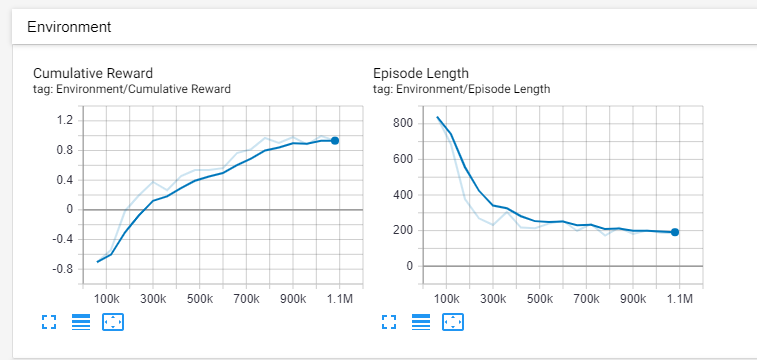 Environment
Cumulative Reward
tag: Environment/Cumulative Reward
1.2
0.8
0.4
0
-0.4
-0.8
100k 300k 500k 700k 900k 1.1M
Episode Length
tag: Environment/Episode Length
800
600
400
200
0
100k 300k 500k 700k 900k 1.1M